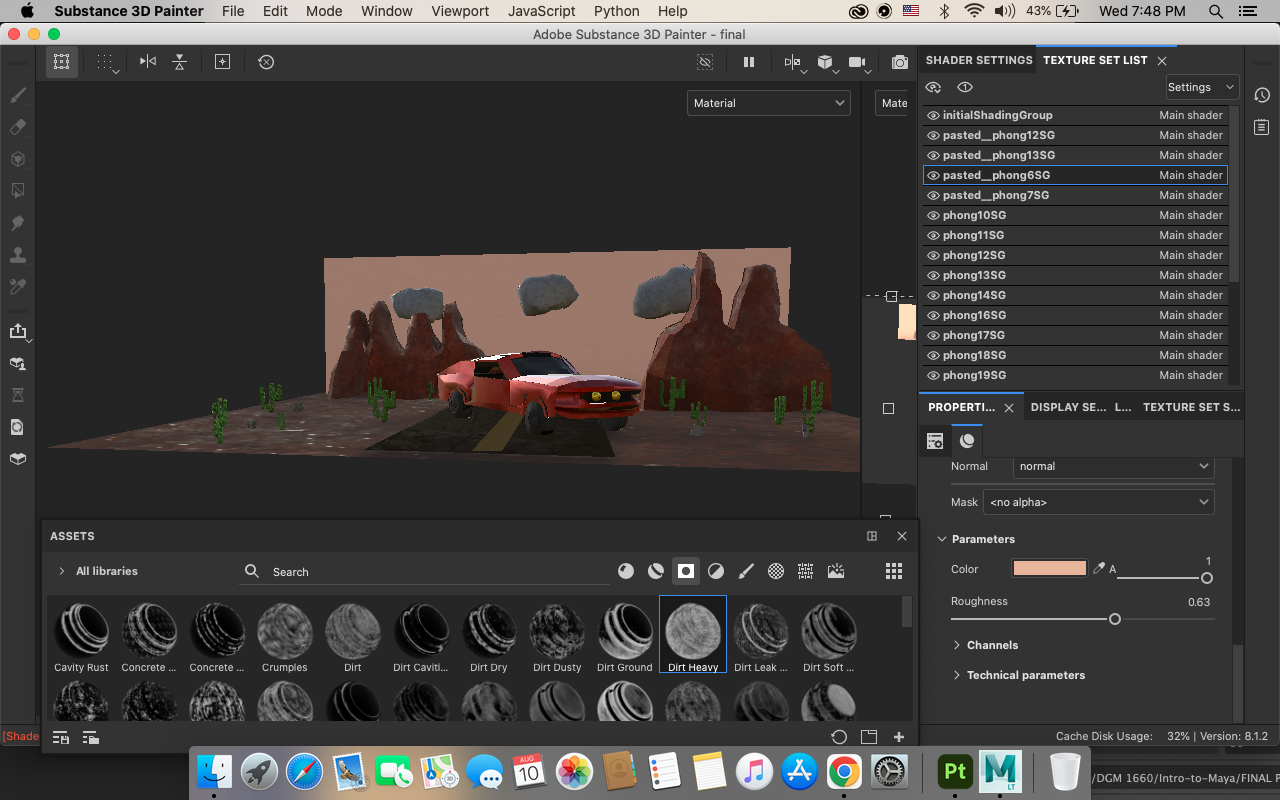 Substance 3D Painter File Edit Mode Window Viewport JavaScript Python Help 43% Wed 7:48 PM
Adobe Substance 3D Painter - final
SHADER SETTINGS TEXTURE SET LIST
Settings
Material
Mate
initialShadingGroup Main shader
pasted__phong12SG Main shader
pasted__phong13SG Main shader
pasted__phong6SG Main shader
pasted__phong7SG Main shader
phong10SG Main shader
phong11SG Main shader
phong12SG Main shader
phong13SG Main shader
phong14SG Main shader
phong16SG Main shader
phong17SG Main shader
phong18SG Main shader
phong19SG Main shader
PROPERTI... DISPLAY SE... L... TEXTURE SET S...
Normal normal
Mask <no alpha>
Parameters
Color A 1
Roughness 0.63
Channels
Technical parameters
ASSETS
All libraries Search
Cavity Rust Concrete ... Concrete ... Crumples Dirt Dirt Caviti... Dirt Dry Dirt Dusty Dirt Ground Dirt Heavy Dirt Leak ... Dirt Soft ...
[Shade
Cache Disk Usage: 32% | Version: 8.1.2
AUG
10
Pt
M
LT
/DGM 1660/Intro-to-Maya/FINAL P